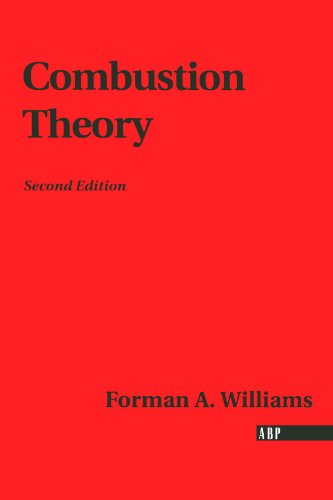 Combustion
Theory
Second Edition
Forman A. Williams
ABP